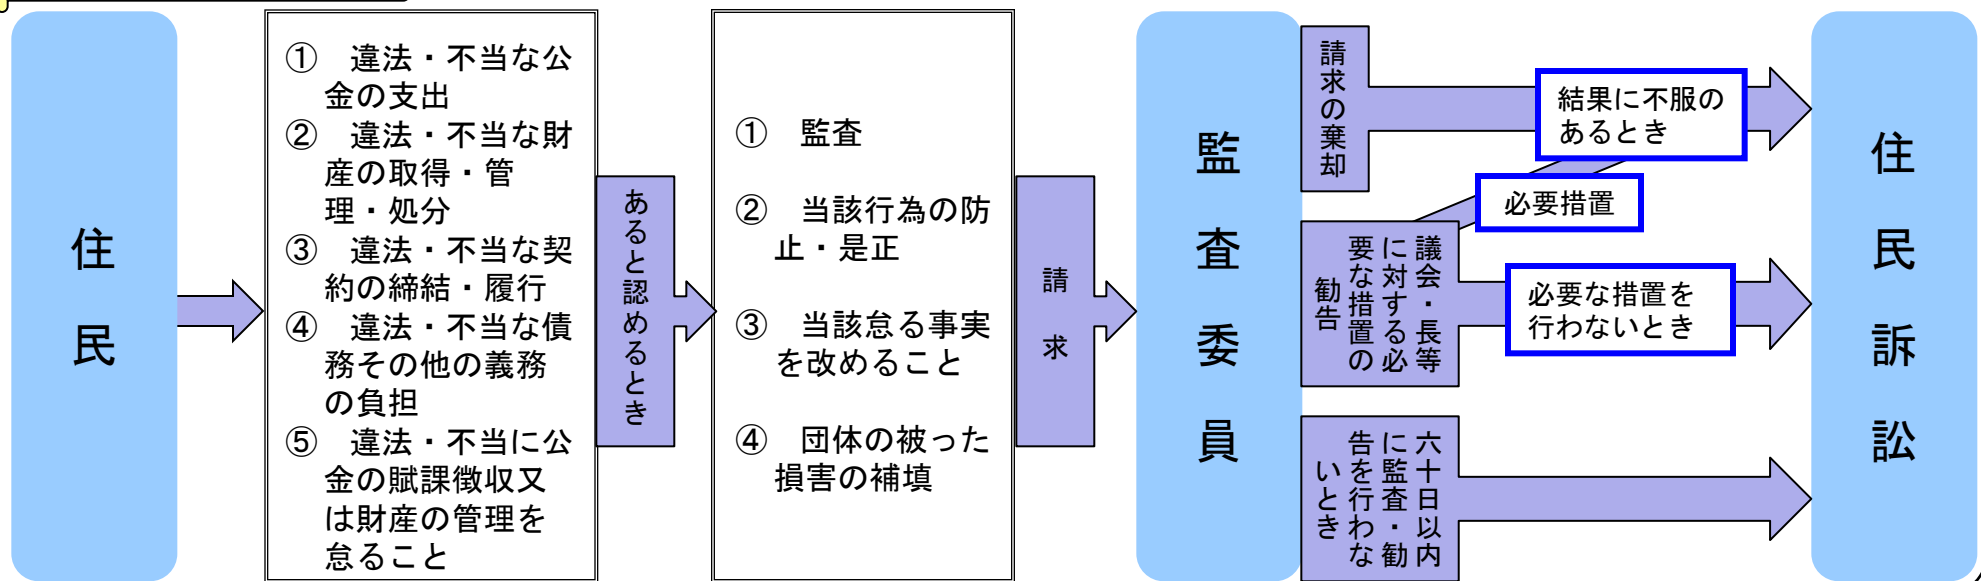 住民
① 違法・不当な公
金の支出
② 違法・不当な財
産の取得・管
理・処分
③ 違法・不当な契
約の締結・履行
④ 違法・不当な債
務その他の義務
の負担
⑤ 違法・不当に公
金の賦課徴収又
は財産の管理を
怠ること
あると認めるとき
① 監査
② 当該行為の防
止・是正
③ 当該怠る事実
を改めること
④ 団体の被った
損害の補填
請求
監査委員
請求の棄却
結果に不服の
あるとき
必要措置
議会・長等
に対する必
要な措置の
勧告
必要な措置を
行わないとき
六十日以内
に監査・勧
告を行わな
いとき
住民訴訟